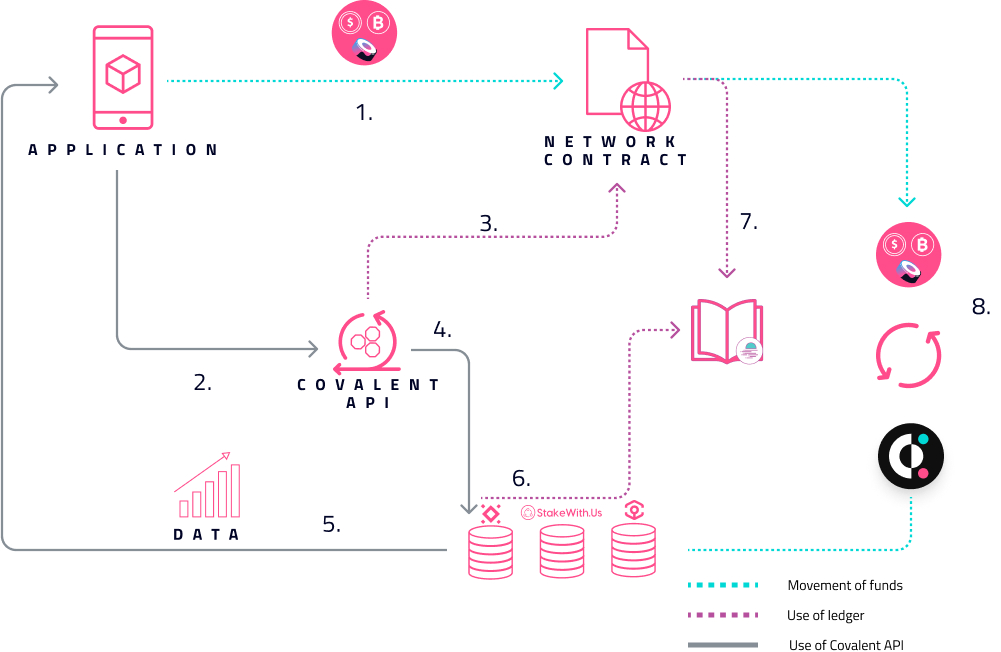 1.
APPLICATION
NETWORK
CONTRACT
3.
7.
8.
4.
2.
COVALENT
API
6.
StakeWith.Us
5.
DATA
Movement of funds
Use of ledger
Use of Covalent API